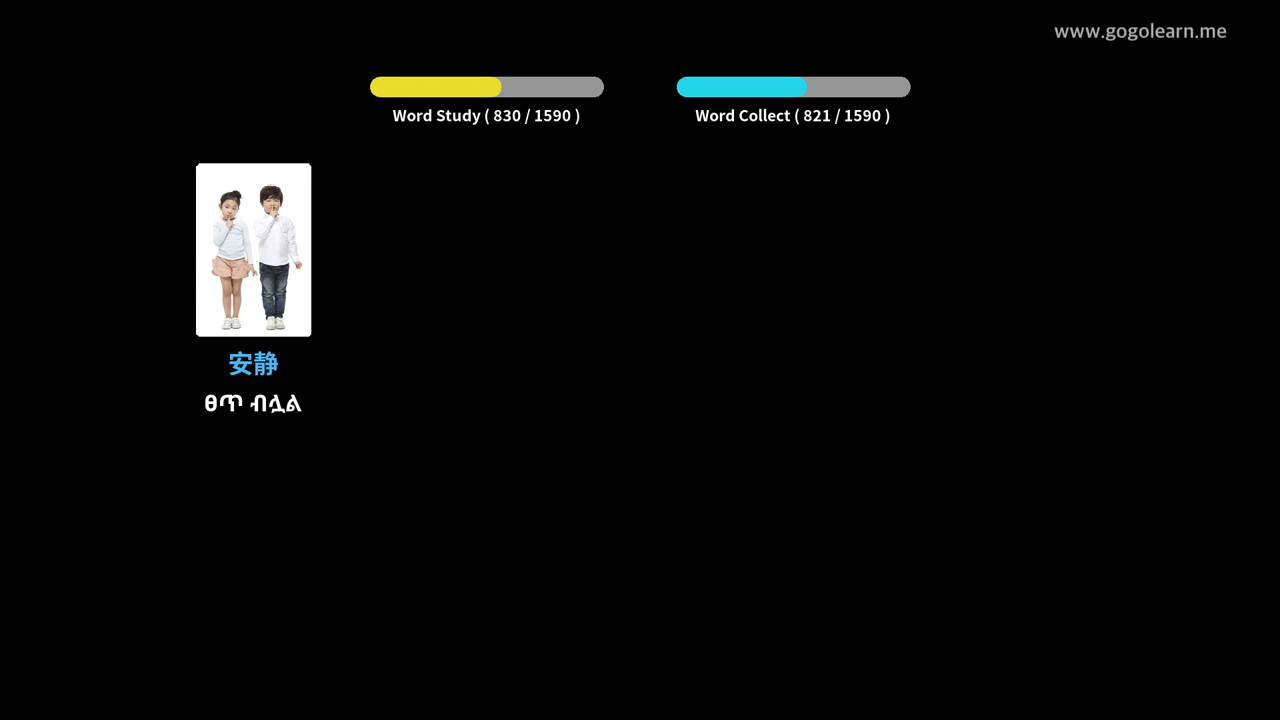 www.gogolearn.me
Word Study ( 830 / 1590 )
Word Collect ( 821 / 1590 )
安静
ፀጥ ብሏል